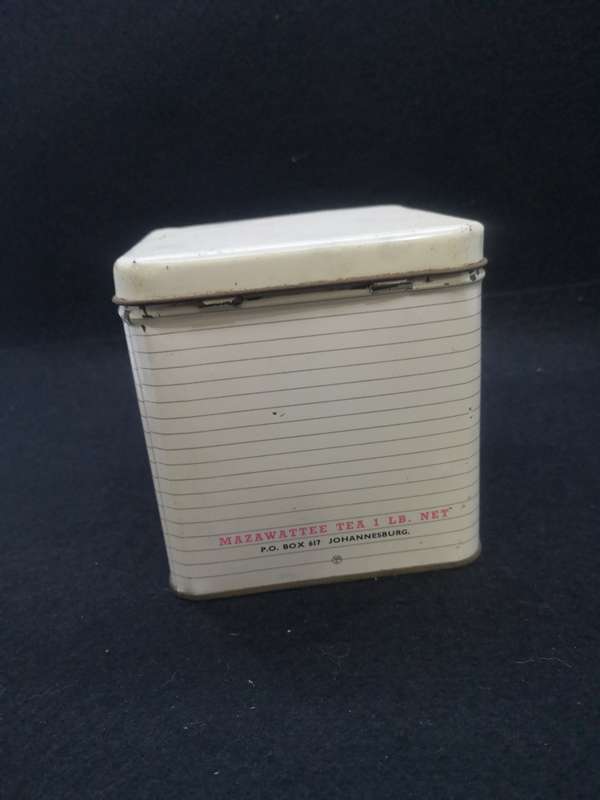 MAZAWATTEE TEA 1 LB. NET
P.O. BOX 617 JOHANNESBURG.